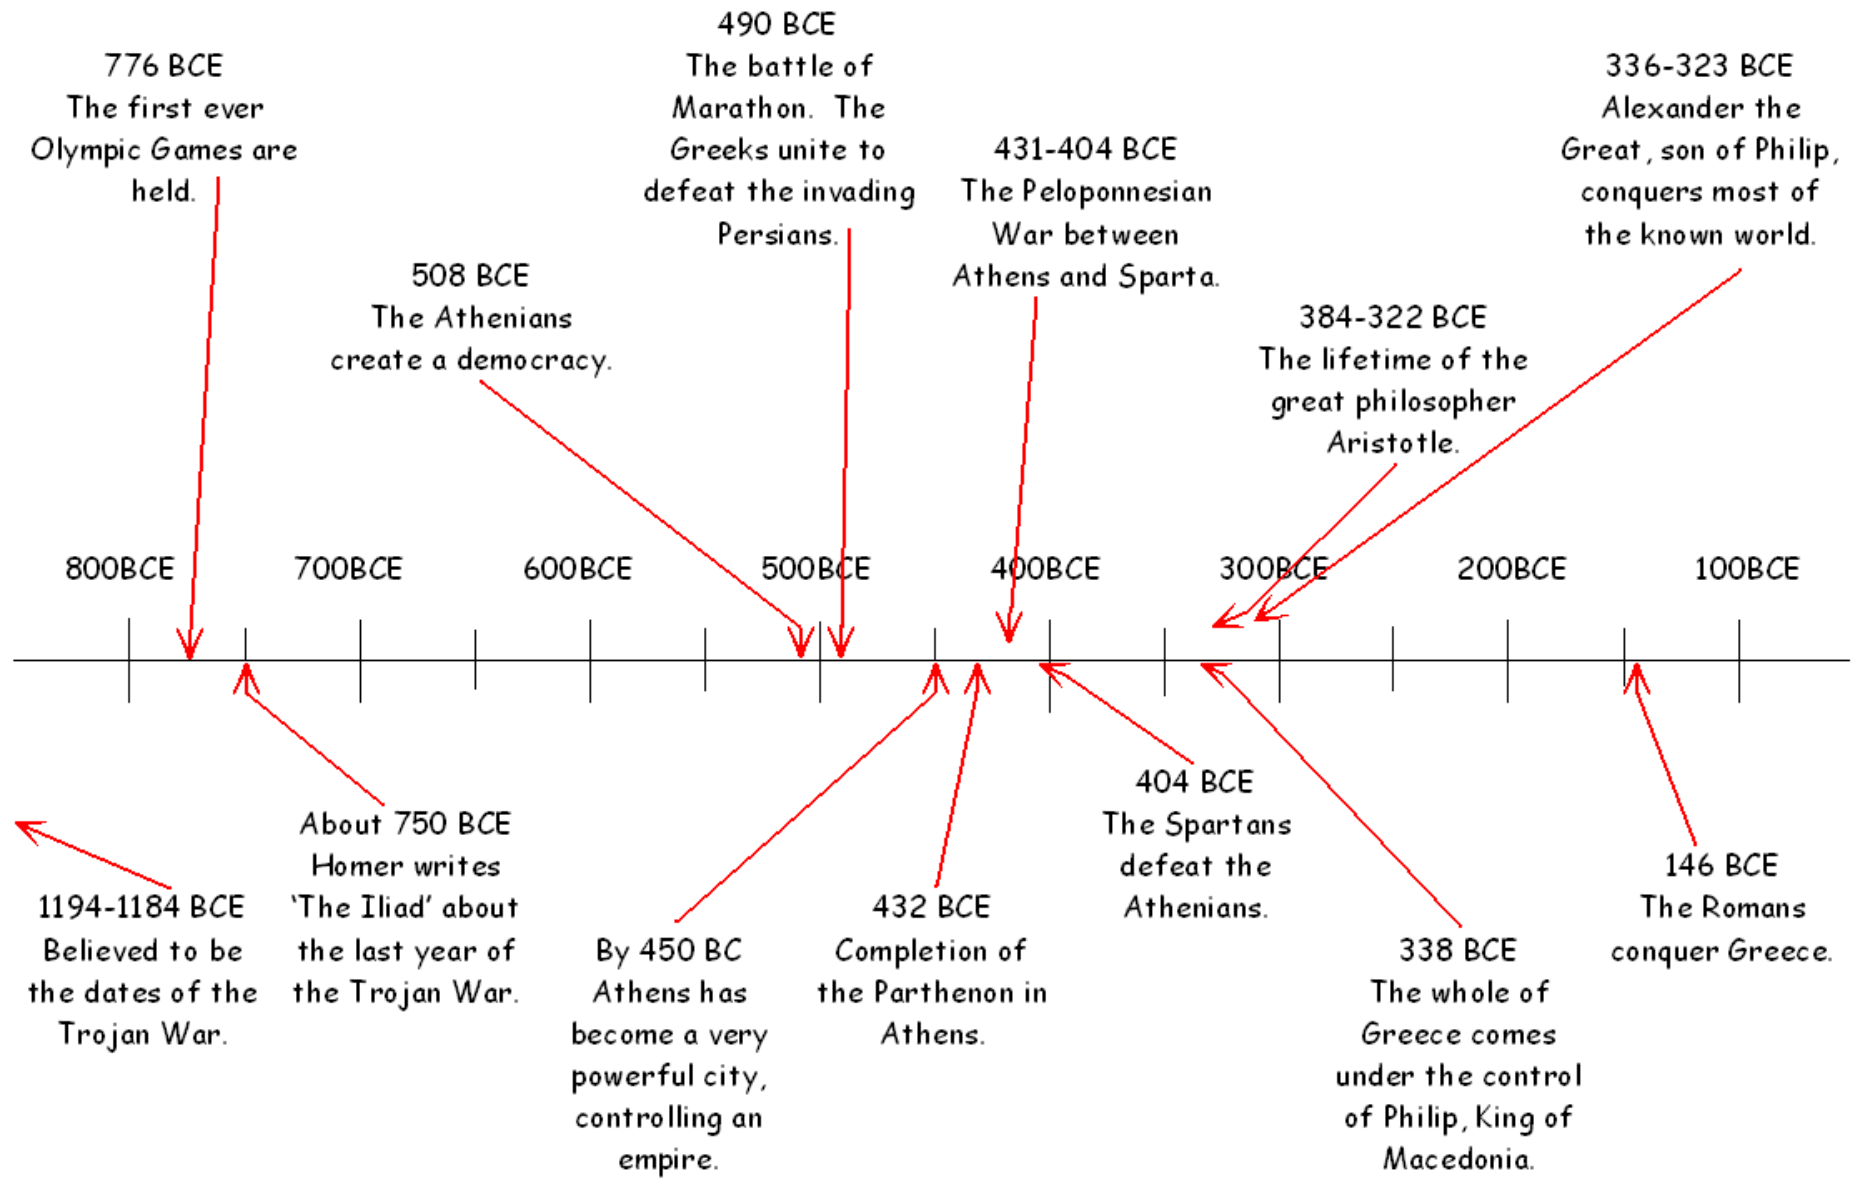 776 BCE
The first ever
Olympic Games are
held.
508 BCE
The Athenians
create a democracy.
490 BCE
The battle of
Marathon. The
Greeks unite to
defeat the invading
Persians.
431-404 BCE
The Peloponnesian
War between
Athens and Sparta.
384-322 BCE
The lifetime of the
great philosopher
Aristotle.
336-323 BCE
Alexander the
Great, son of Philip,
conquers most of
the known world.
800BCE
700BCE
600BCE
500BCE
400BCE
300BCE
200BCE
100BCE
1194-1184 BCE
Believed to be
the dates of the
Trojan War.
About 750 BCE
Homer writes
‘The Iliad’ about
the last year of
the Trojan War.
By 450 BC
Athens has
become a very
powerful city,
controlling an
empire.
432 BCE
Completion of
the Parthenon in
Athens.
404 BCE
The Spartans
defeat the
Athenians.
338 BCE
The whole of
Greece comes
under the control
of Philip, King of
Macedonia.
146 BCE
The Romans
conquer Greece.